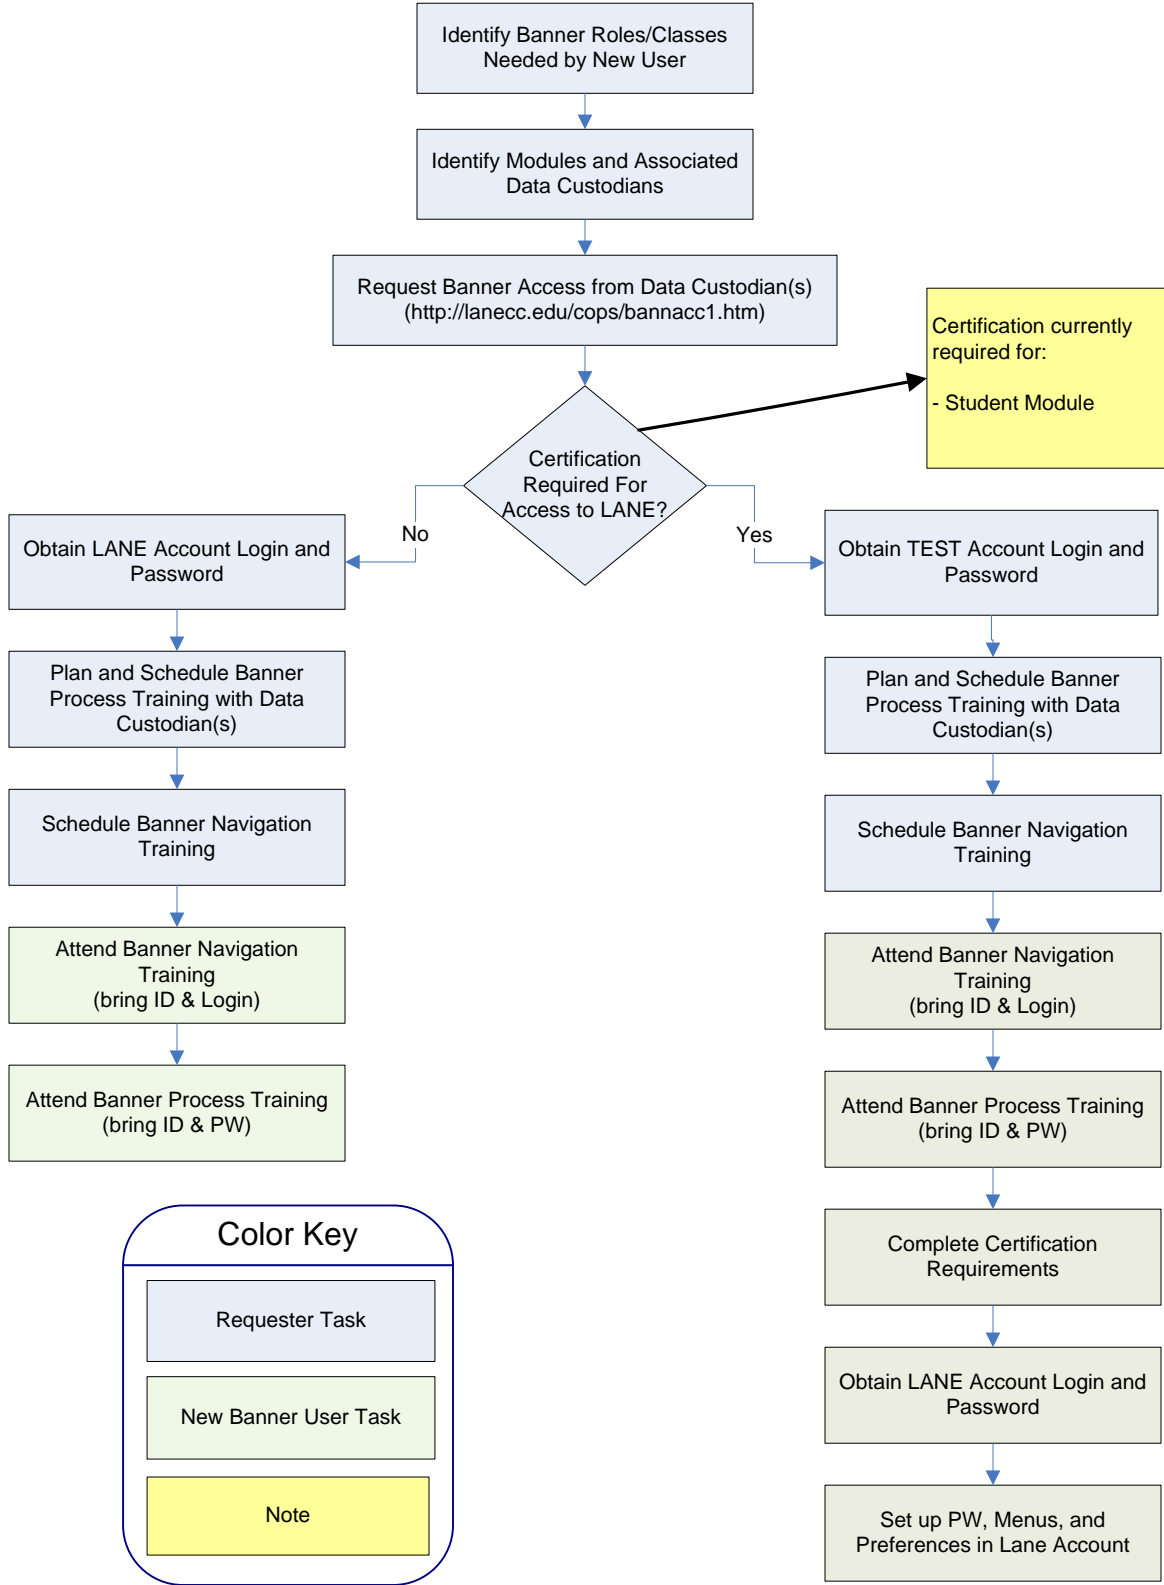 Identify Banner Roles/Classes
Needed by New User
Identify Modules and Associated
Data Custodians
Request Banner Access from Data Custodian(s)
(http://lanecc.edu/cops/bannacc1.htm)
Certification currently
required for:
- Student Module
Certification
Required For
Access to LANE?
No
Yes
Obtain LANE Account Login and
Password
Plan and Schedule Banner
Process Training with Data
Custodian(s)
Schedule Banner Navigation
Training
Attend Banner Navigation
Training
(bring ID & Login)
Attend Banner Process Training
(bring ID & PW)
Obtain TEST Account Login and
Password
Plan and Schedule Banner
Process Training with Data
Custodian(s)
Schedule Banner Navigation
Training
Attend Banner Navigation
Training
(bring ID & Login)
Attend Banner Process Training
(bring ID & PW)
Complete Certification
Requirements
Obtain LANE Account Login and
Password
Set up PW, Menus, and
Preferences in Lane Account
Color Key
Requester Task
New Banner User Task
Note